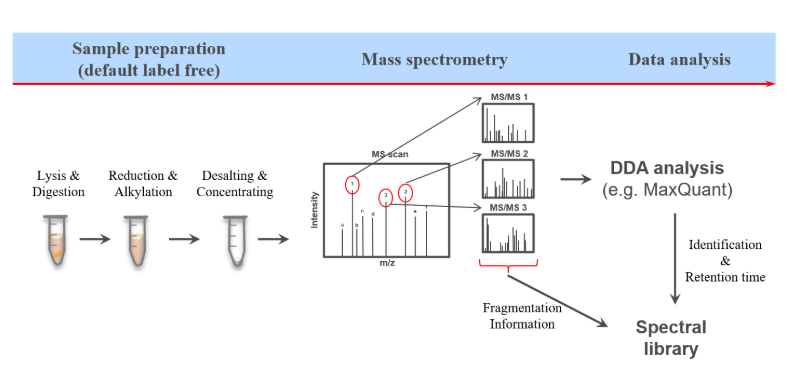 Sample preparation
(default label free)
Mass spectrometry
Data analysis
MS/MS 1
MS scan
MS/MS 2
MS/MS 3
Lysis &
Digestion
Reduction &
Alkylation
Desalting &
Concentrating
Intensity
1
3
2
a
b
c
d
e
f
m/z
DDA analysis
(e.g. MaxQuant)
Identification
&
Retention time
Fragmentation
Information
Spectral
library